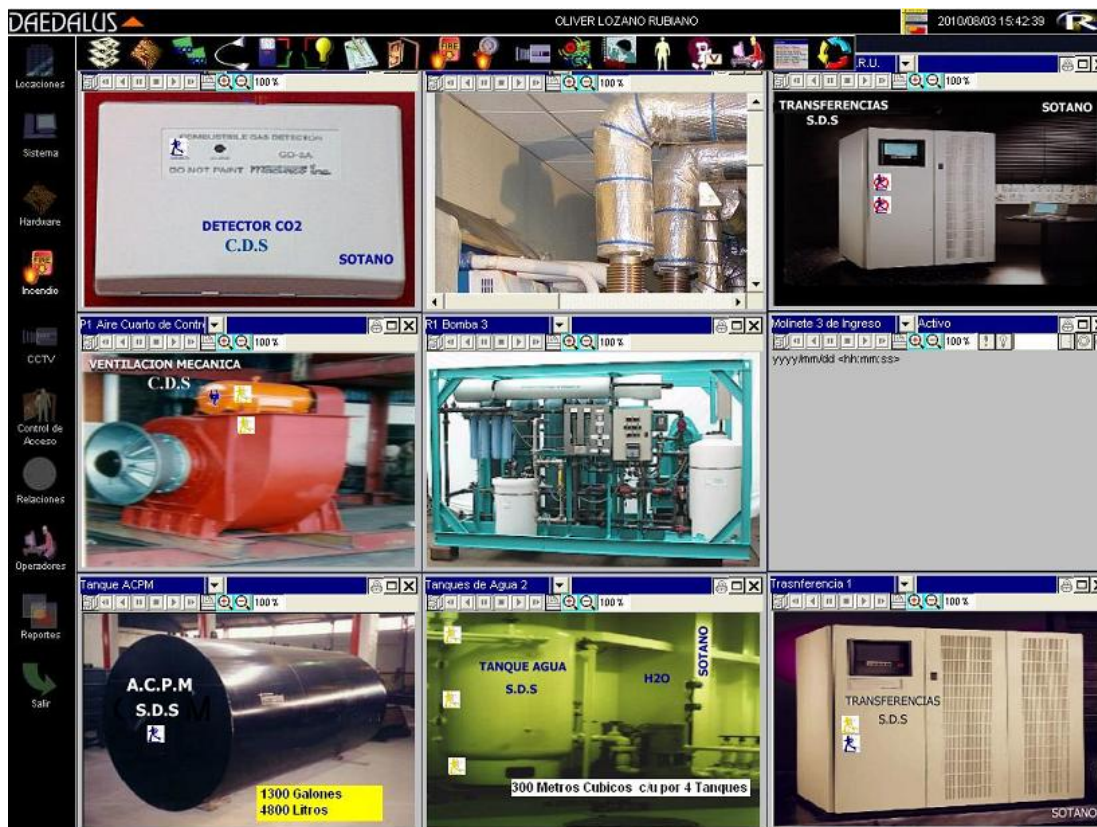 DAEDALUS
OLIVER LOZANO RUBIANO
2010/08/03 15:42:39
R
Locaciones
Sistema
Hardware
FIRE
Incendio
CCTV
Control de
Acceso
Relaciones
Operadores
Reportes
Salir
FIRE
100 %
COMBUSTIBLE GAS DETECTOR
GD-2A
DO NOT PAINT
DETECTOR CO2
C.D.S
SOTANO
100 %
R.U.
100 %
TRANSFERENCIAS
S.D.S
SOTANO
P1 Aire Cuarto de Contr
100 %
VENTILACION MECANICA
C.D.S
R1 Bomba 3
100 %
Molinete 3 de Ingreso
Activo
100 %
yyyy/mm/dd <hh:mm:ss>
Tanque ACPM
100 %
A.C.P.M
S.D.S
1300 Galones
4800 Litros
Tanques de Agua 2
100 %
TANQUE AGUA
S.D.S
H2O
SOTANO
300 Metros Cubicos c/u por 4 Tanques
Trasnferencia 1
100 %
TRANSFERENCIAS
S.D.S
SOTANO